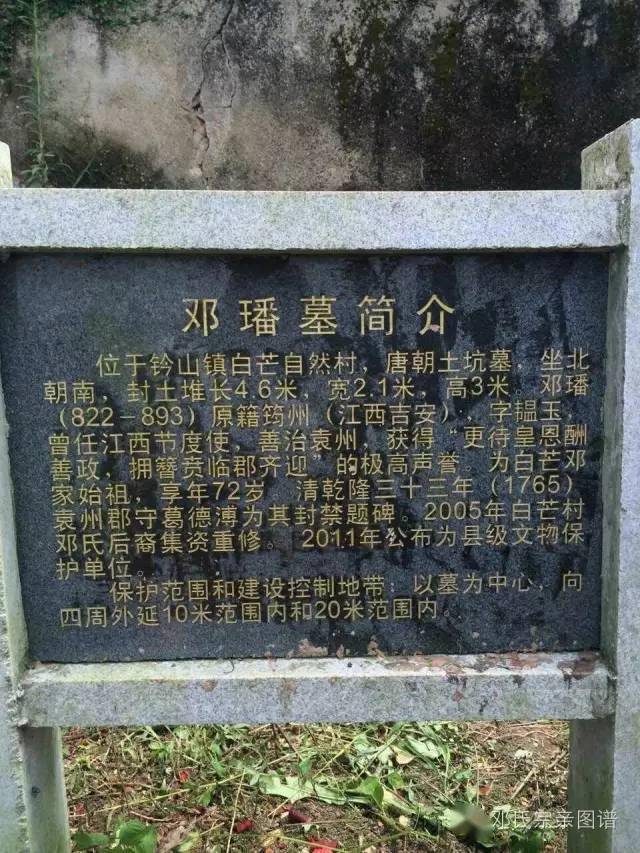 邓璠墓简介
位于钤山镇白芒自然村，唐朝土坑墓，坐北
朝南，封土堆长4.6米，宽2.1米，高3米。邓璠
（822－893）原籍筠州（江西吉安），字韫玉，
曾任江西节度使，善治袁州，获得“更待皇恩酬
善政，拥簪贲临郡齐迎”的极高声誉。为白芒邓
家始祖，享年72岁 清乾隆三十三年（1765）
袁州郡守葛德溥为其封禁题碑。2005年白芒村
邓氏后裔集资重修。2011年公布为县级文物保
护单位。
保护范围和建设控制地带：以墓为中心，向
四周外延10米范围内和20米范围内。
邓氏宗亲图谱